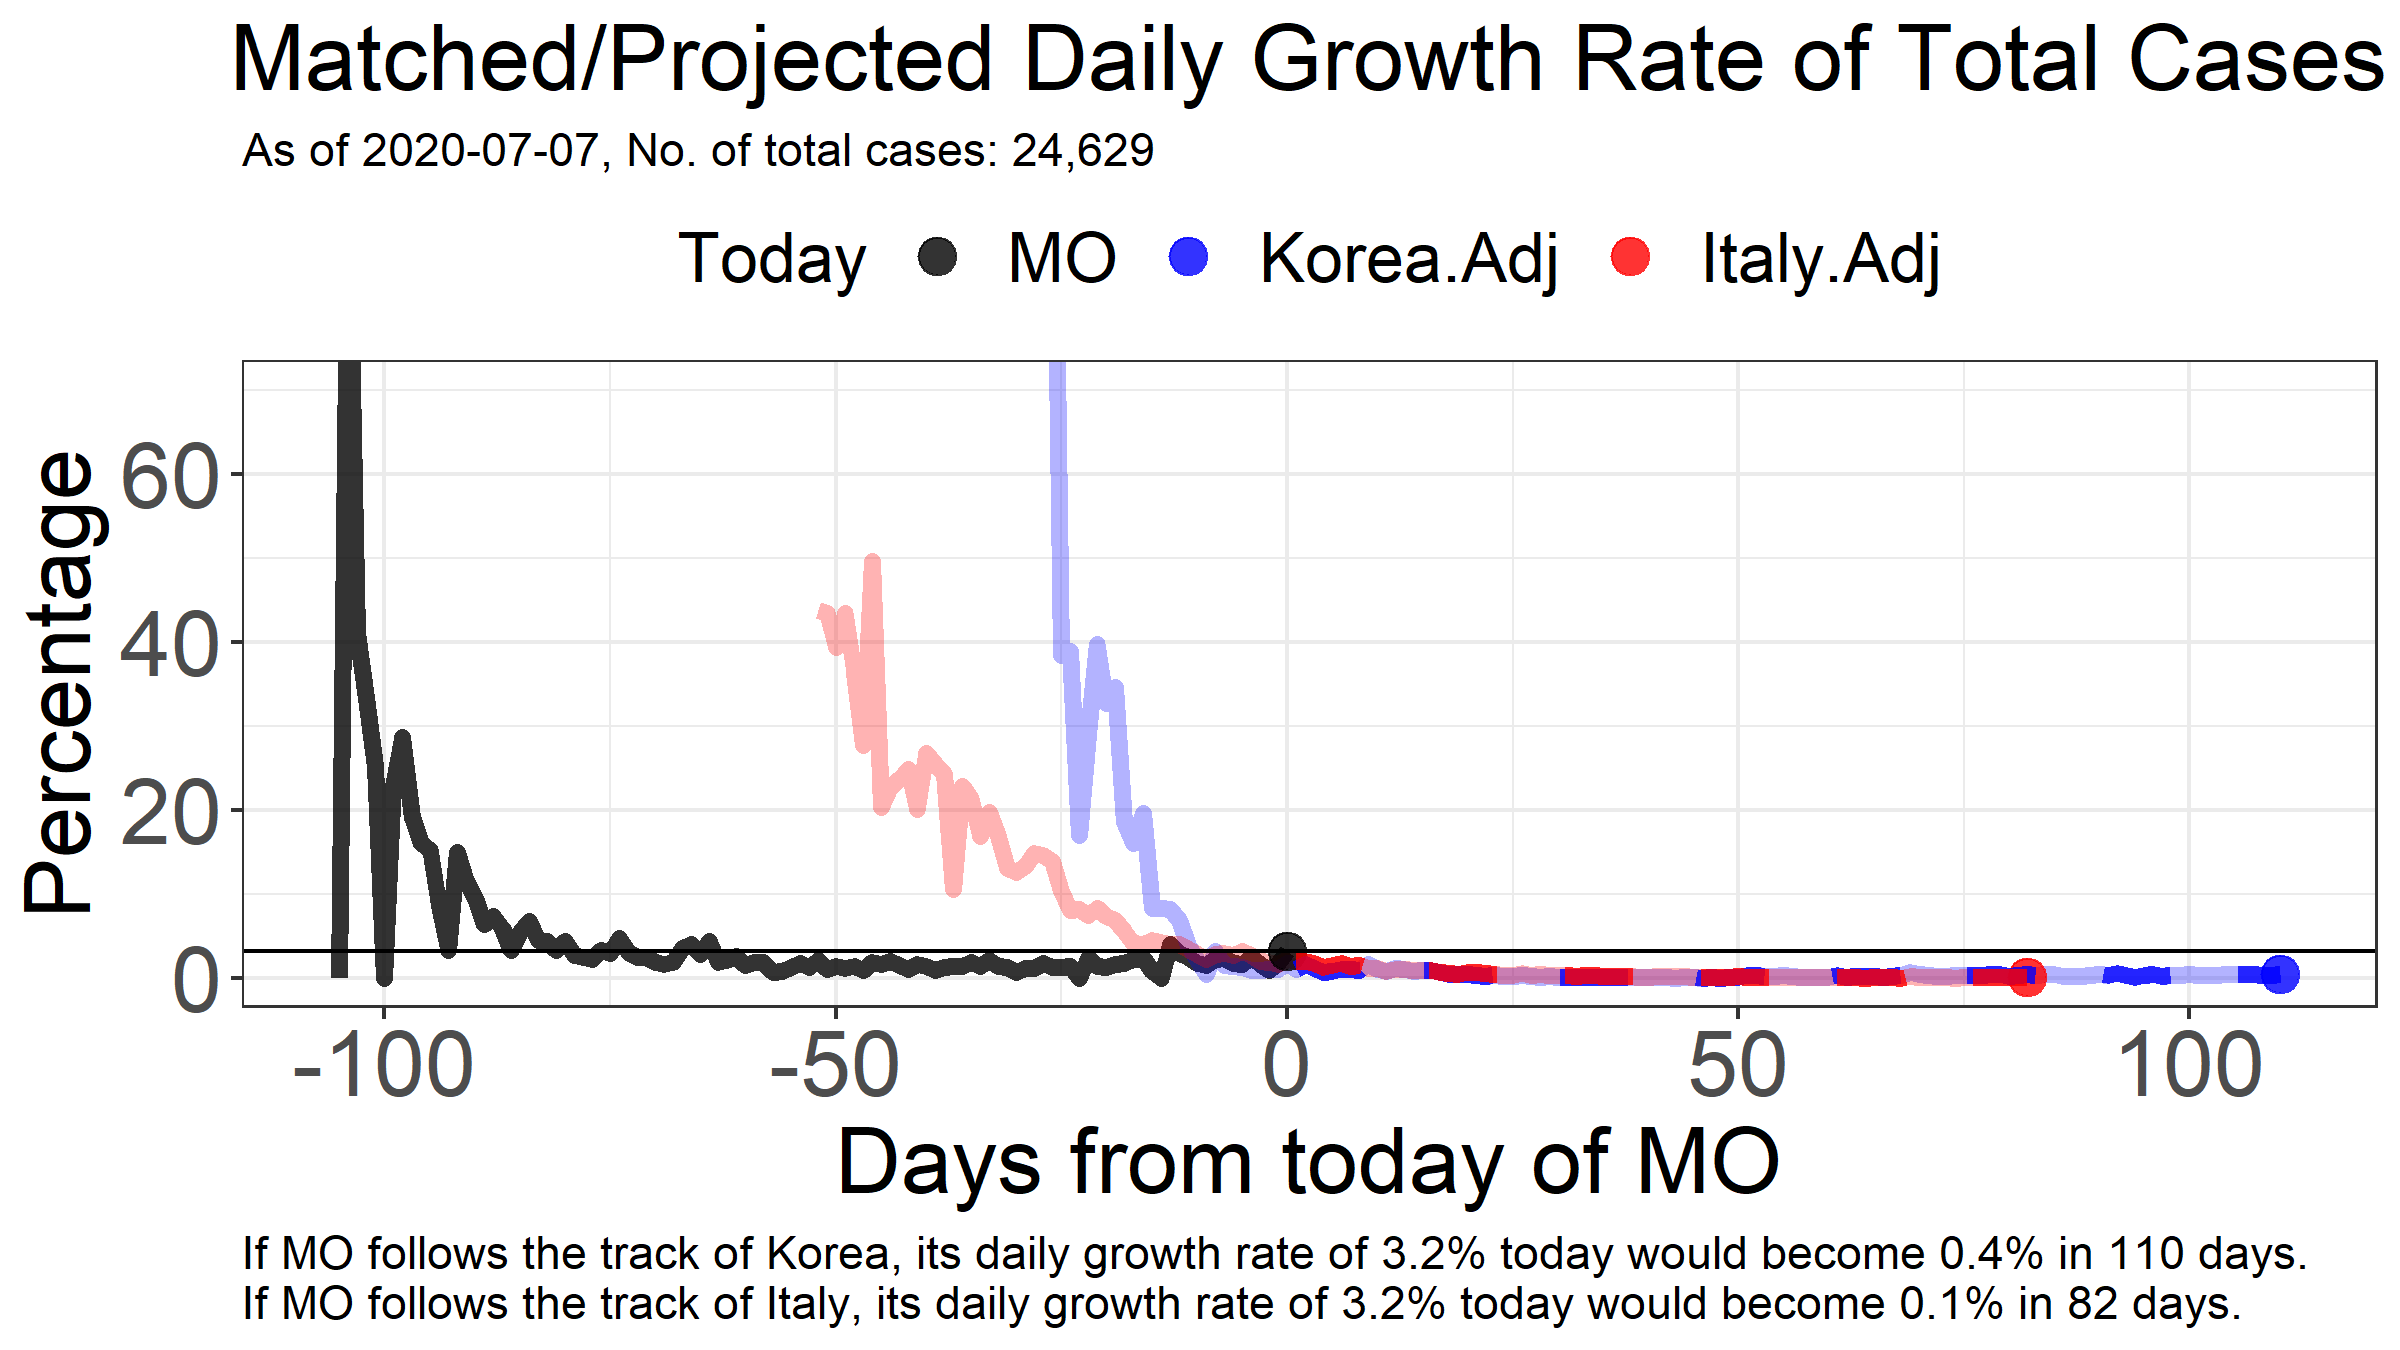 Matched/Projected Daily Growth Rate of Total Cases
As of 2020-07-07, No. of total cases: 24,629
Today MO Korea.Adj Italy.Adj
Percentage
60
40
20
0
-100 -50 0 50 100
Days from today of MO
If MO follows the track of Korea, its daily growth rate of 3.2% today would become 0.4% in 110 days.
If MO follows the track of Italy, its daily growth rate of 3.2% today would become 0.1% in 82 days.